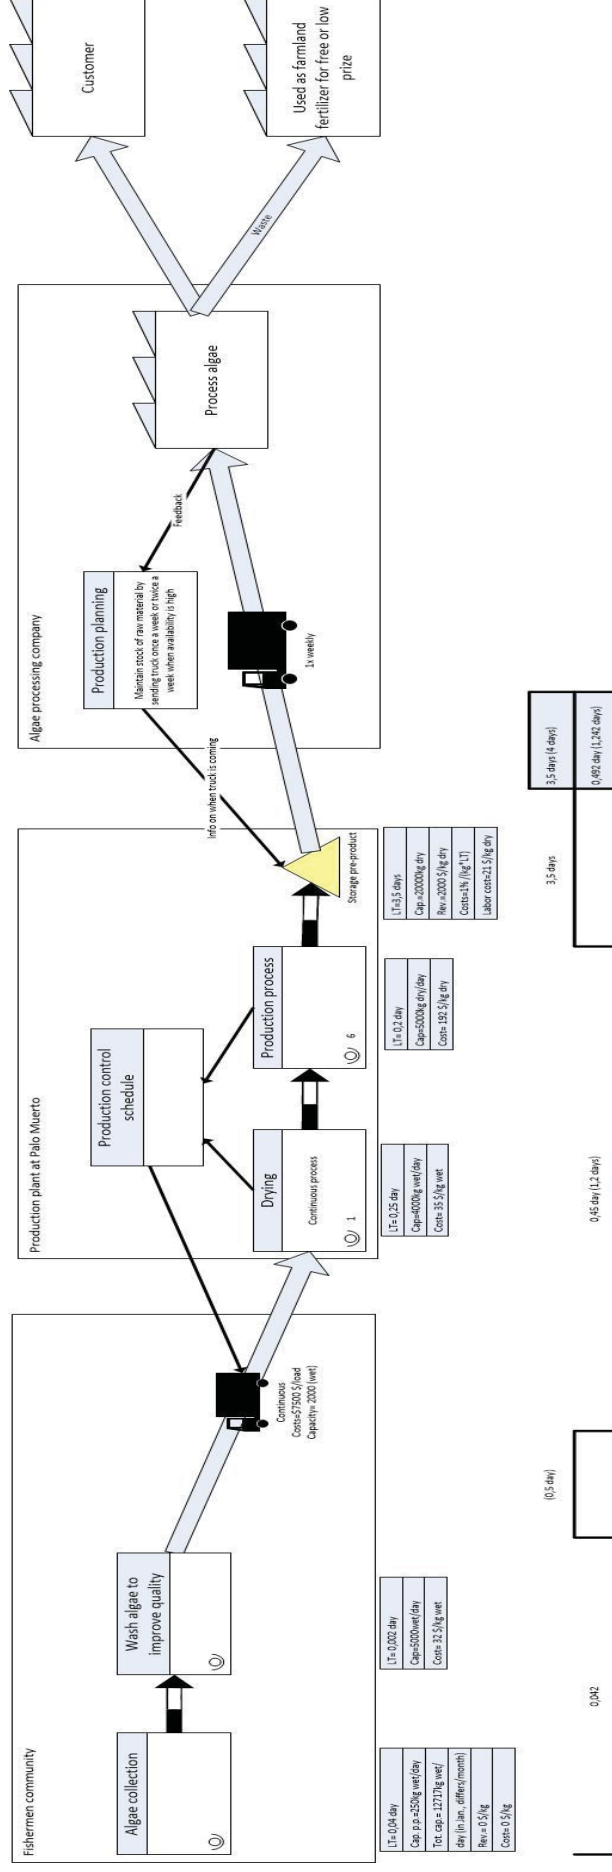 Fishermen community
Algae collection
Wash algae to
improve quality
Continuous
Costs=$7500 $/load
Capacity= 2000 (wet)
LT= 0,04 day
Cap. p.p.=250kg wet/day
Tot. cap.= 12717kg wet/
day (in Jan., differs/month)
Rev.= 0 $/kg
Cost= 0 $/kg
LT= 0,002 day
Cap=5000wet/day
Cost= 32 $/kg wet
Production plant at Palo Muerto
Production control
schedule
Drying
Continuous process
1
Production process
6
Storage pre-product
LT= 0,25 day
Cap=4000kg wet/day
Cost= 35 $/kg wet
LT= 0,2 day
Cap=5000kg dry/day
Cost= 192 $/kg dry
LT=3,5 days
Cap.=20000kg dry
Rev.=2000 $/kg dry
Costs=1% /(kg*LT)
Labor cost=21 $/kg dry
Info on when truck is coming
Algae processing company
Production planning
Maintain stock of raw material by
sending truck once a week or twice a
week when availability is high
Feedback
1x weekly
Process algae
Waste
Customer
Used as farmland
fertilizer for free or low
prize
0,042
(0,5 day)
0,45 day (1,2 days)
3,5 days
3,5 days (4 days)
0,492 day (1,242 days)